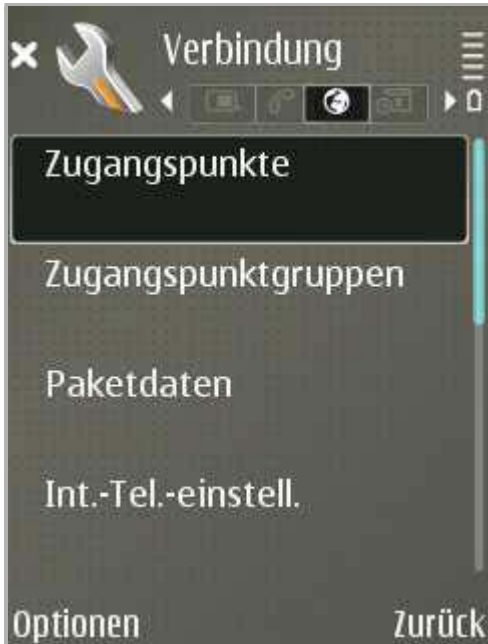 Verbindung
Zugangspunkte
Zugangspunktgruppen
Paketdaten
Int.-Tel.-einstell.
Optionen
Zurück